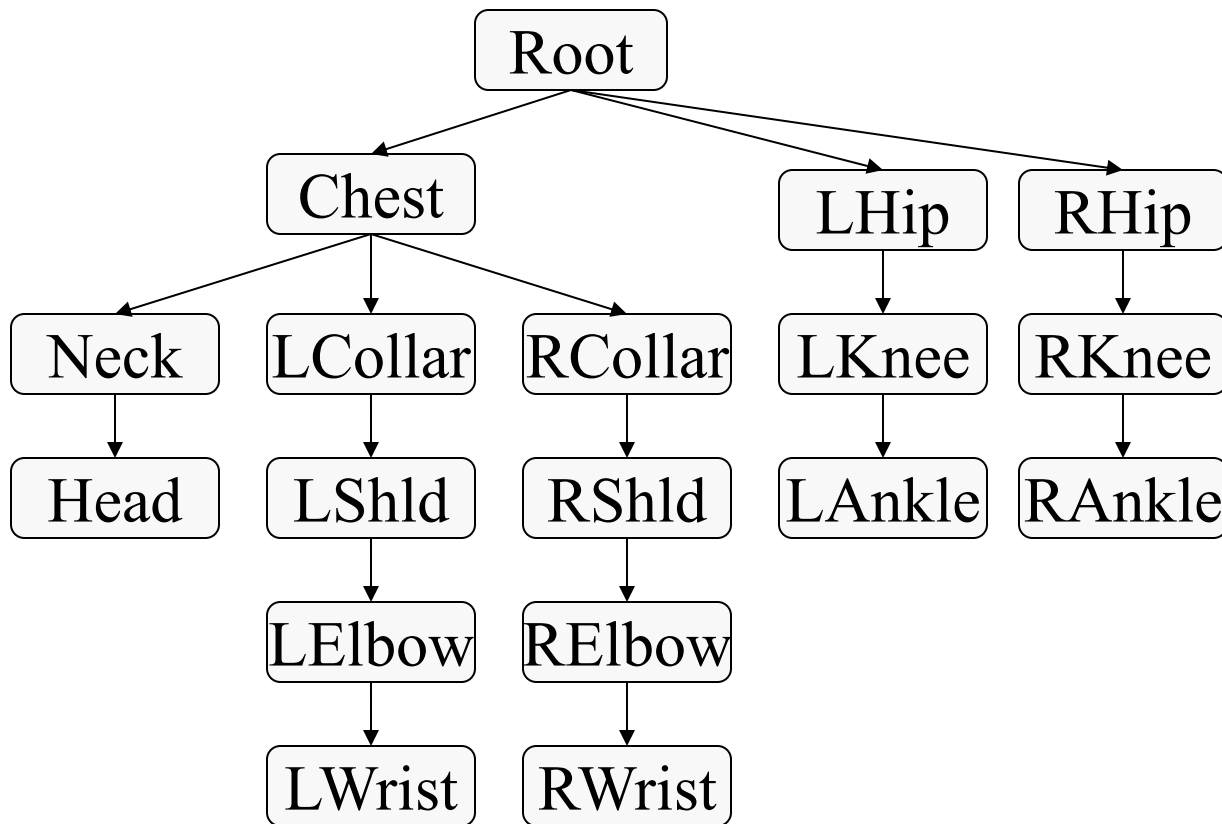 Root
Chest
LHip
RHip
Neck
LCollar
RCollar
LKnee
RKnee
Head
LShld
RShld
LAnkle
RAnkle
LElbow
RElbow
LWrist
RWrist